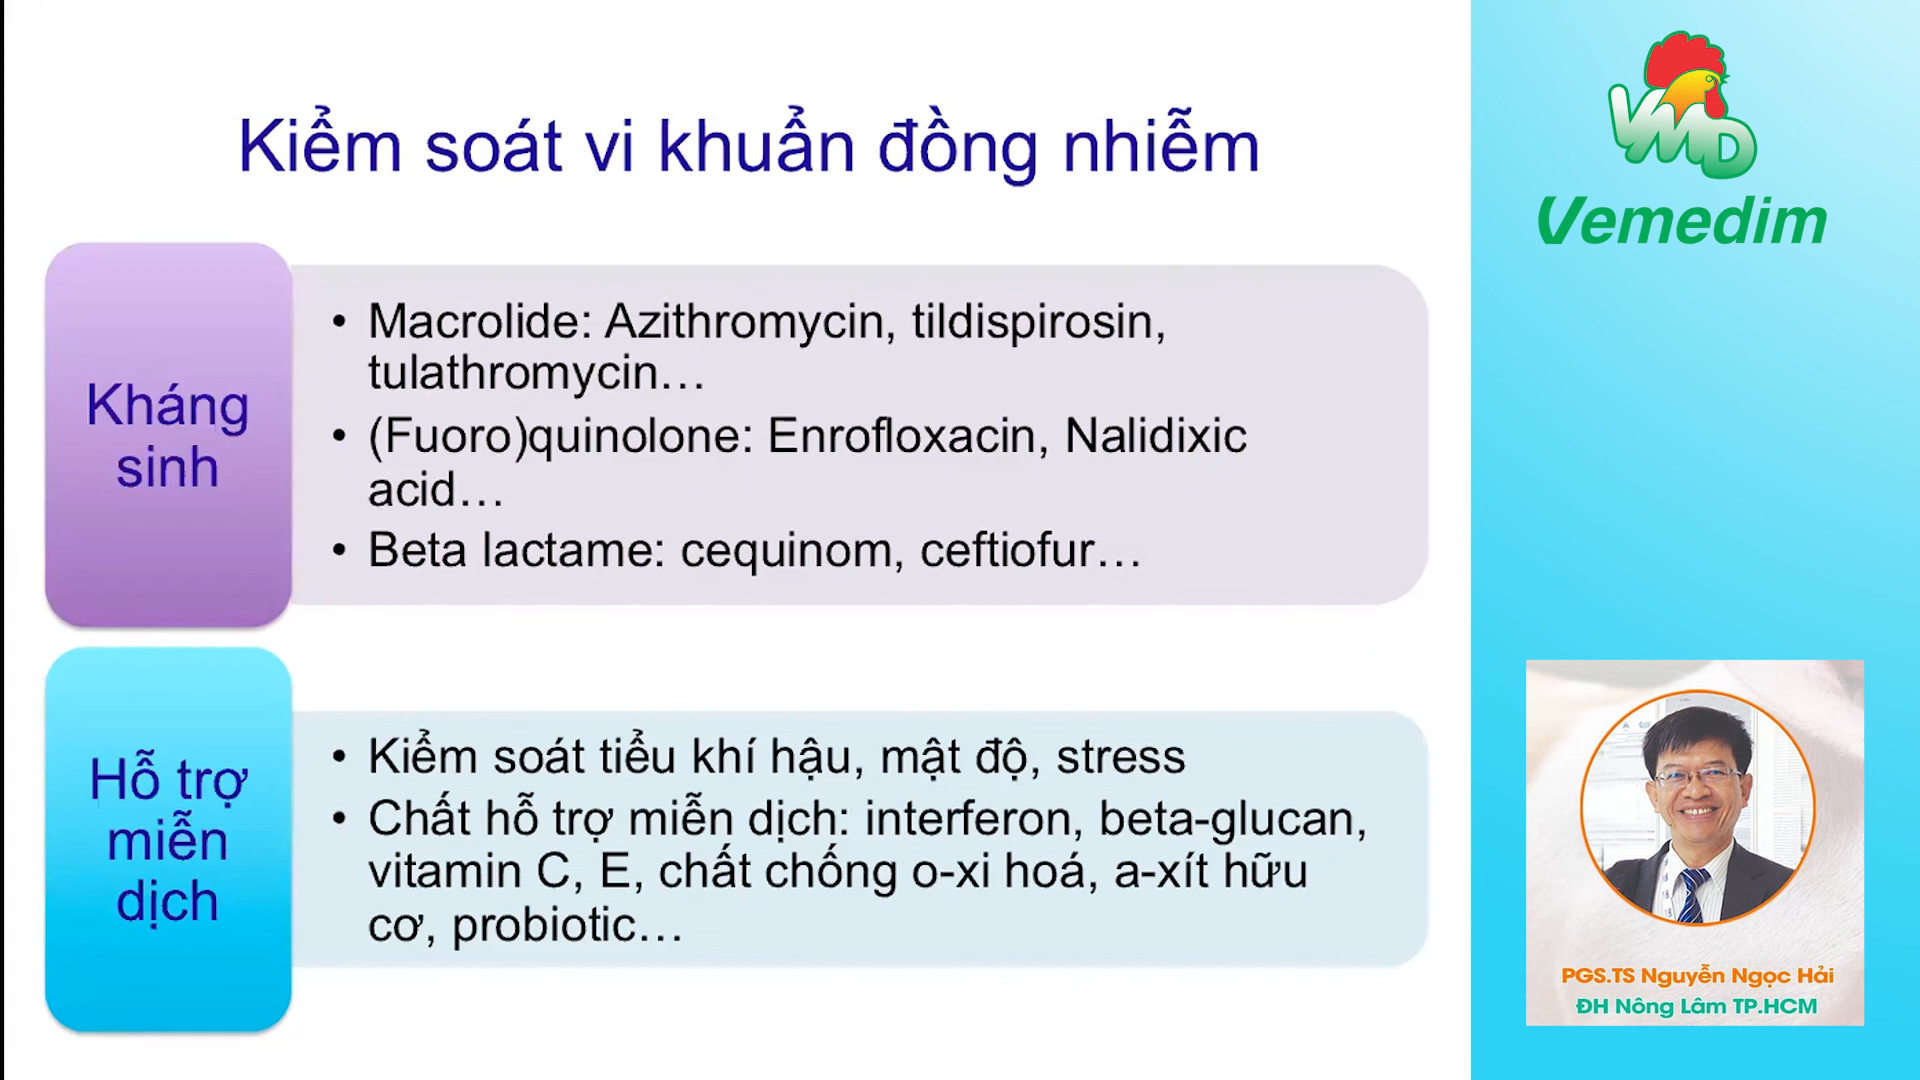 Kiểm soát vi khuẩn đồng nhiễm
Kháng
sinh
• Macrolide: Azithromycin, tildispirosin,
tulathromycin…
• (Fuoro)quinolone: Enrofloxacin, Nalidixic
acid…
• Beta lactame: cequinom, ceftiofur…
Hỗ trợ
miễn
dịch
• Kiểm soát tiểu khí hậu, mật độ, stress
• Chất hỗ trợ miễn dịch: interferon, beta-glucan,
vitamin C, E, chất chống o-xi hoá, a-xít hữu
cơ, probiotic…
VMD
Vemedim
PGS.TS Nguyễn Ngọc Hải
ĐH Nông Lâm TP.HCM